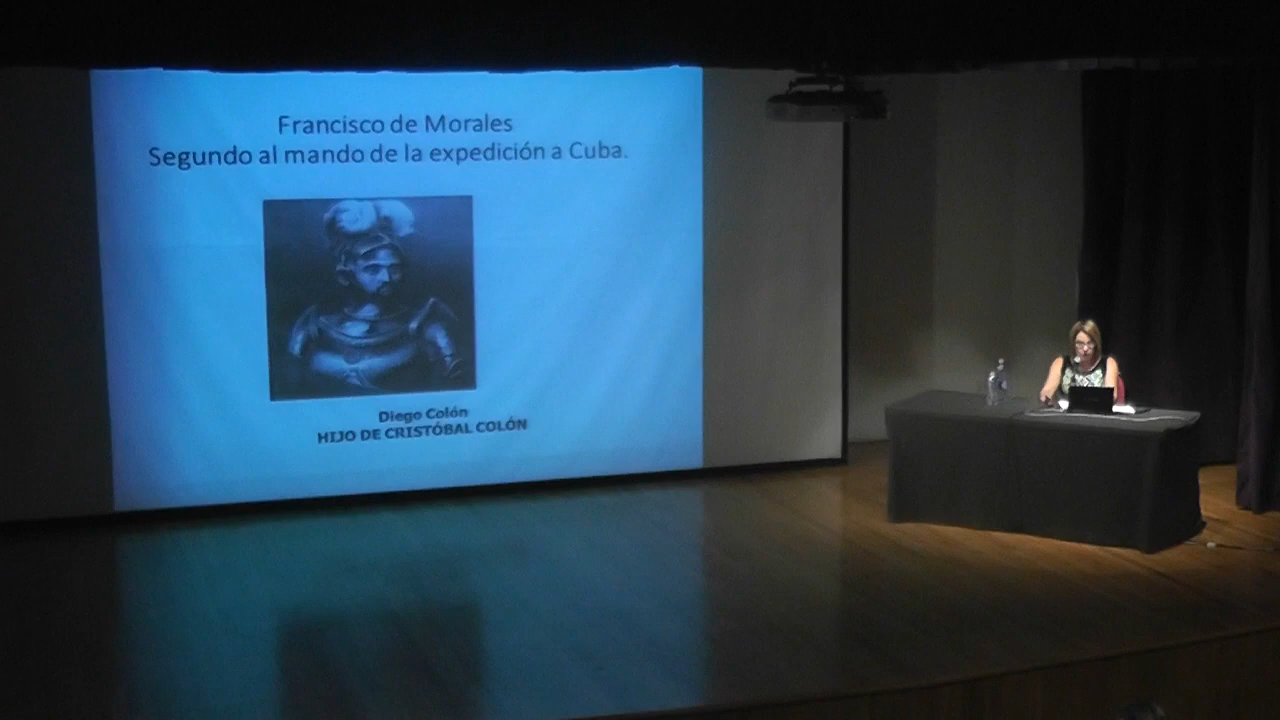 Francisco de Morales
Segundo al mando de la expedición a Cuba.
Diego Colón
HIJO DE CRISTÓBAL COLÓN